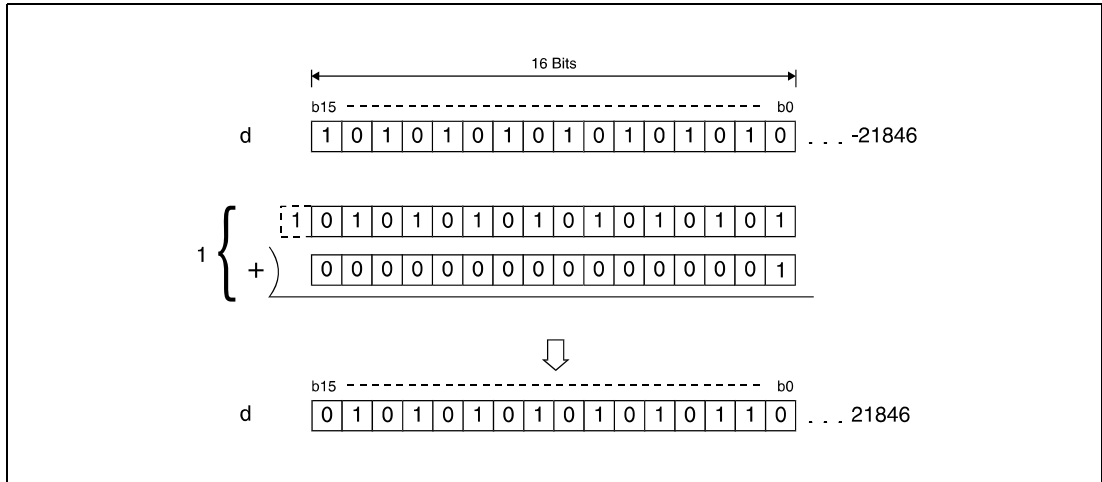 16 Bits
b15 b0
d 1 0 1 0 1 0 1 0 1 0 1 0 1 0 1 0 . . . -21846
1 0 1 0 1 0 1 0 1 0 1 0 1 0 1 0 1
1 { + ) 0 0 0 0 0 0 0 0 0 0 0 0 0 0 0 1
b15 b0
d 0 1 0 1 0 1 0 1 0 1 0 1 0 1 1 0 . . . 21846